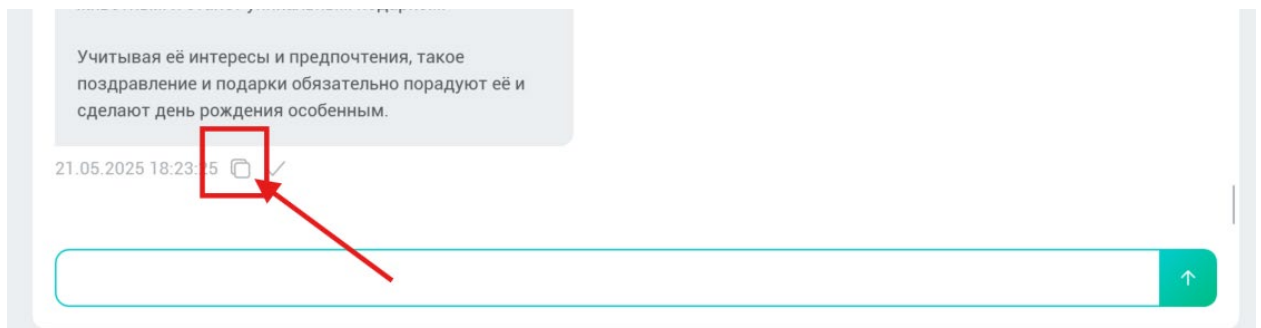 Учитывая её интересы и предпочтения, такое
поздравление и подарки обязательно порадуют её и
сделают день рождения особенным.
21.05.2025 18:23:25